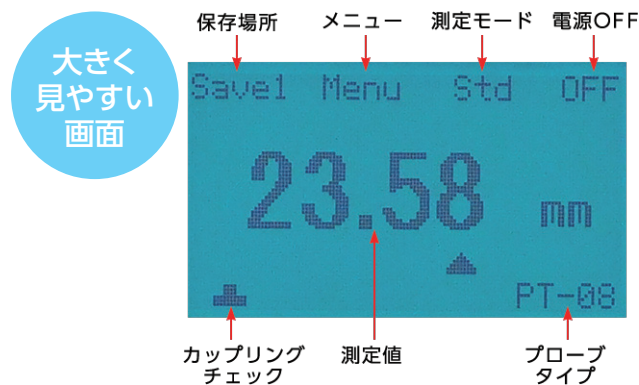 保存場所 メニュー 測定モード 電源OFF
大きく
見やすい
画面
Save1 Menu Std OFF
23.58 mm
PT-08
カップリング
チェック
測定値
プローブ
タイプ